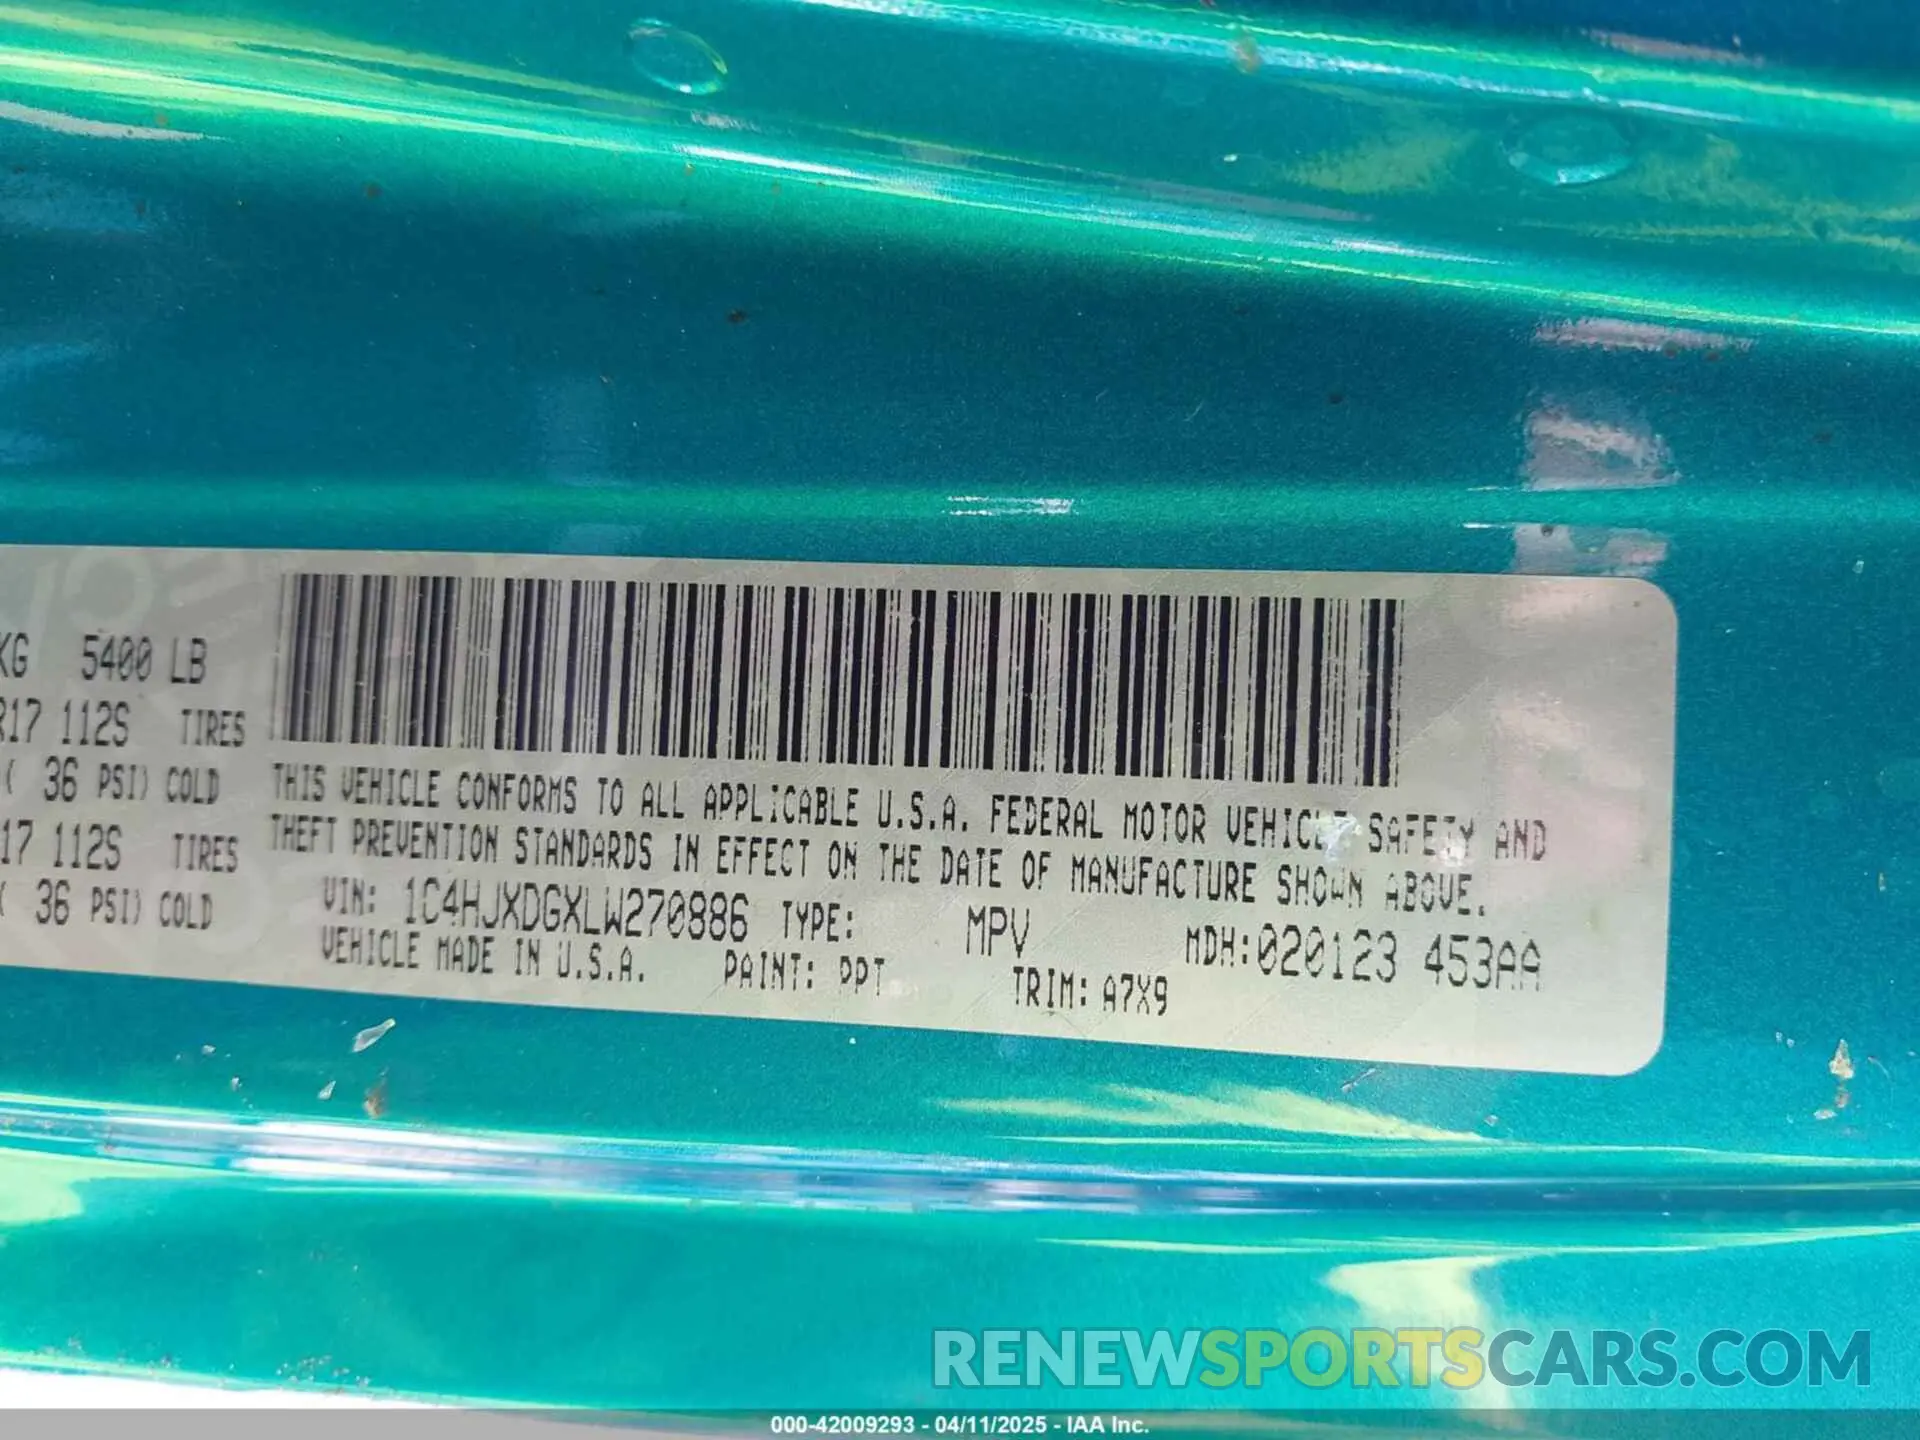 KG 5400 LB
R17 112S TIRES
( 36 PSI) COLD
17 112S TIRES
( 36 PSI) COLD
THIS VEHICLE CONFORMS TO ALL APPLICABLE U.S.A. FEDERAL MOTOR VEHICLE SAFETY AND
THEFT PREVENTION STANDARDS IN EFFECT ON THE DATE OF MANUFACTURE SHOWN ABOVE.
VIN: 1C4HJXDGXLW270886 TYPE: MPV MDH:020123 453AA
VEHICLE MADE IN U.S.A. PAINT: PPT TRIM: A7X9
RENEWSPORTSCARS.COM
000-42009293 - 04/11/2025 - IAA Inc.